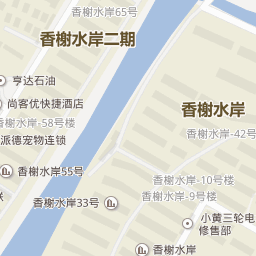 香榭水岸65号
香榭水岸二期
亨达石油
尚客优快捷酒店
香榭水岸-58号楼
派德宠物连锁
香榭水岸55号
香榭水岸33号
香榭水岸
香榭水岸-42号
香榭水岸-10号楼
香榭水岸-9号楼
小黄三轮电
修售部
香榭水岸